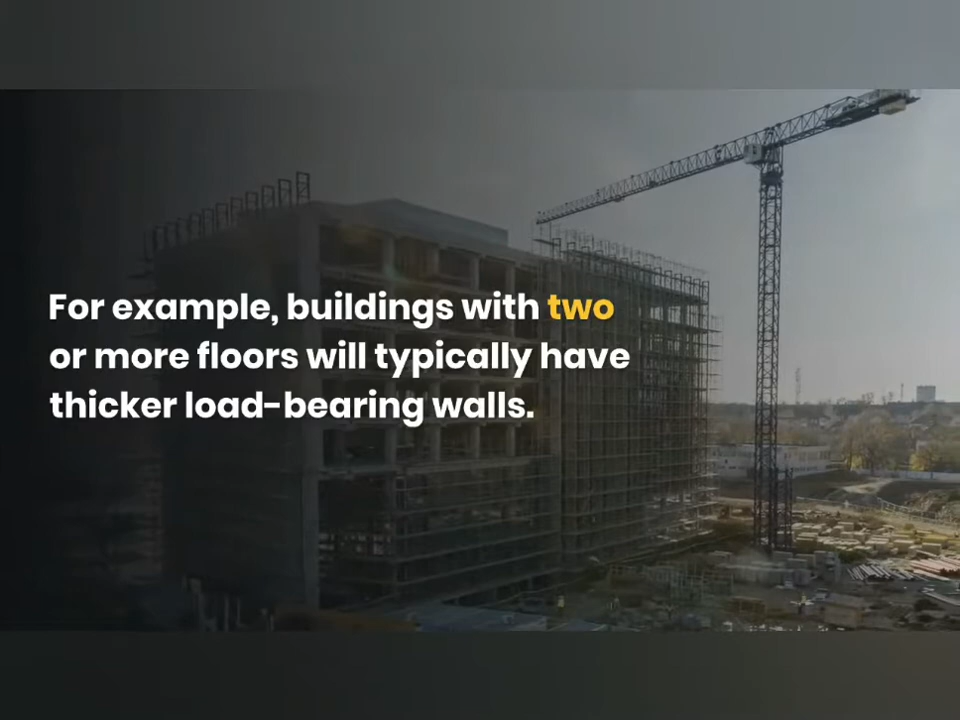 For example, buildings with two
or more floors will typically have
thicker load-bearing walls.